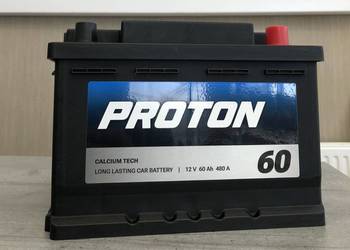 PROTON
CALCIUM TECH
LONG LASTING CAR BATTERY | 12 V 60 Ah 480 A
60